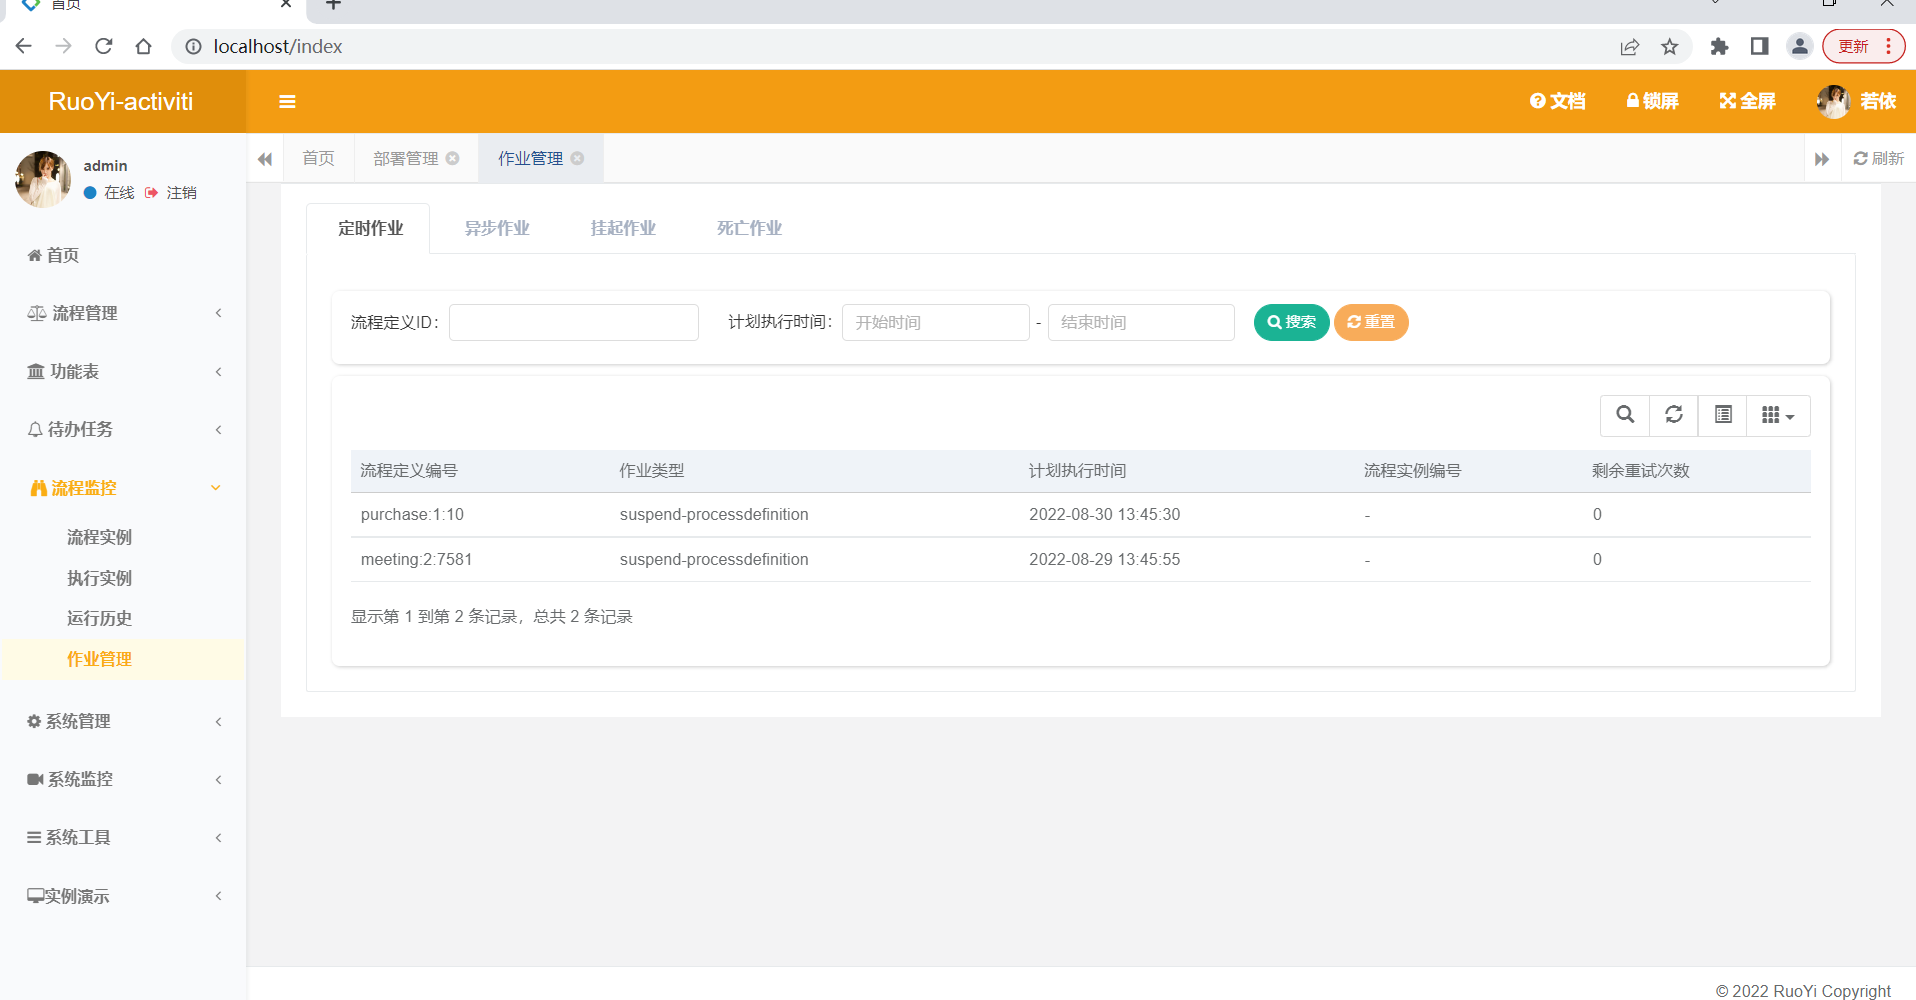 首页
localhost/index
更新
RuoYi-activiti
文档 锁屏 全屏 若依
admin
在线 注销
首页 部署管理 作业管理 刷新
首页
流程管理
功能表
待办任务
流程监控
流程实例
执行实例
运行历史
作业管理
系统管理
系统监控
系统工具
实例演示
定时作业 异步作业 挂起作业 死亡作业
流程定义ID： 计划执行时间： 开始时间 - 结束时间 搜索 重置
流程定义编号 作业类型 计划执行时间 流程实例编号 剩余重试次数
purchase:1:10 suspend-processdefinition 2022-08-30 13:45:30 - 0
meeting:2:7581 suspend-processdefinition 2022-08-29 13:45:55 - 0
显示第 1 到第 2 条记录，总共 2 条记录
© 2022 RuoYi Copyright